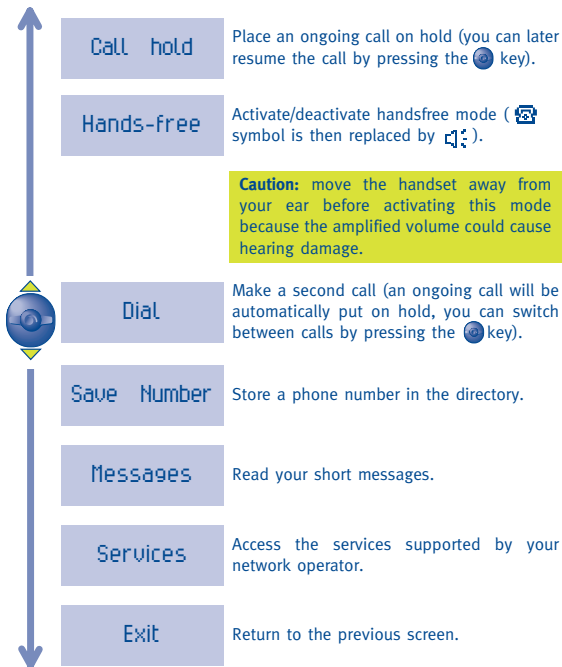 Call hold
Place an ongoing call on hold (you can later
resume the call by pressing the key).
Hands-free
Activate/deactivate handsfree mode (
symbol is then replaced by ).
Caution: move the handset away from
your ear before activating this mode
because the amplified volume could cause
hearing damage.
Dial
Make a second call (an ongoing call will be
automatically put on hold, you can switch
between calls by pressing the key).
Save Number
Store a phone number in the directory.
Messages
Read your short messages.
Services
Access the services supported by your
network operator.
Exit
Return to the previous screen.